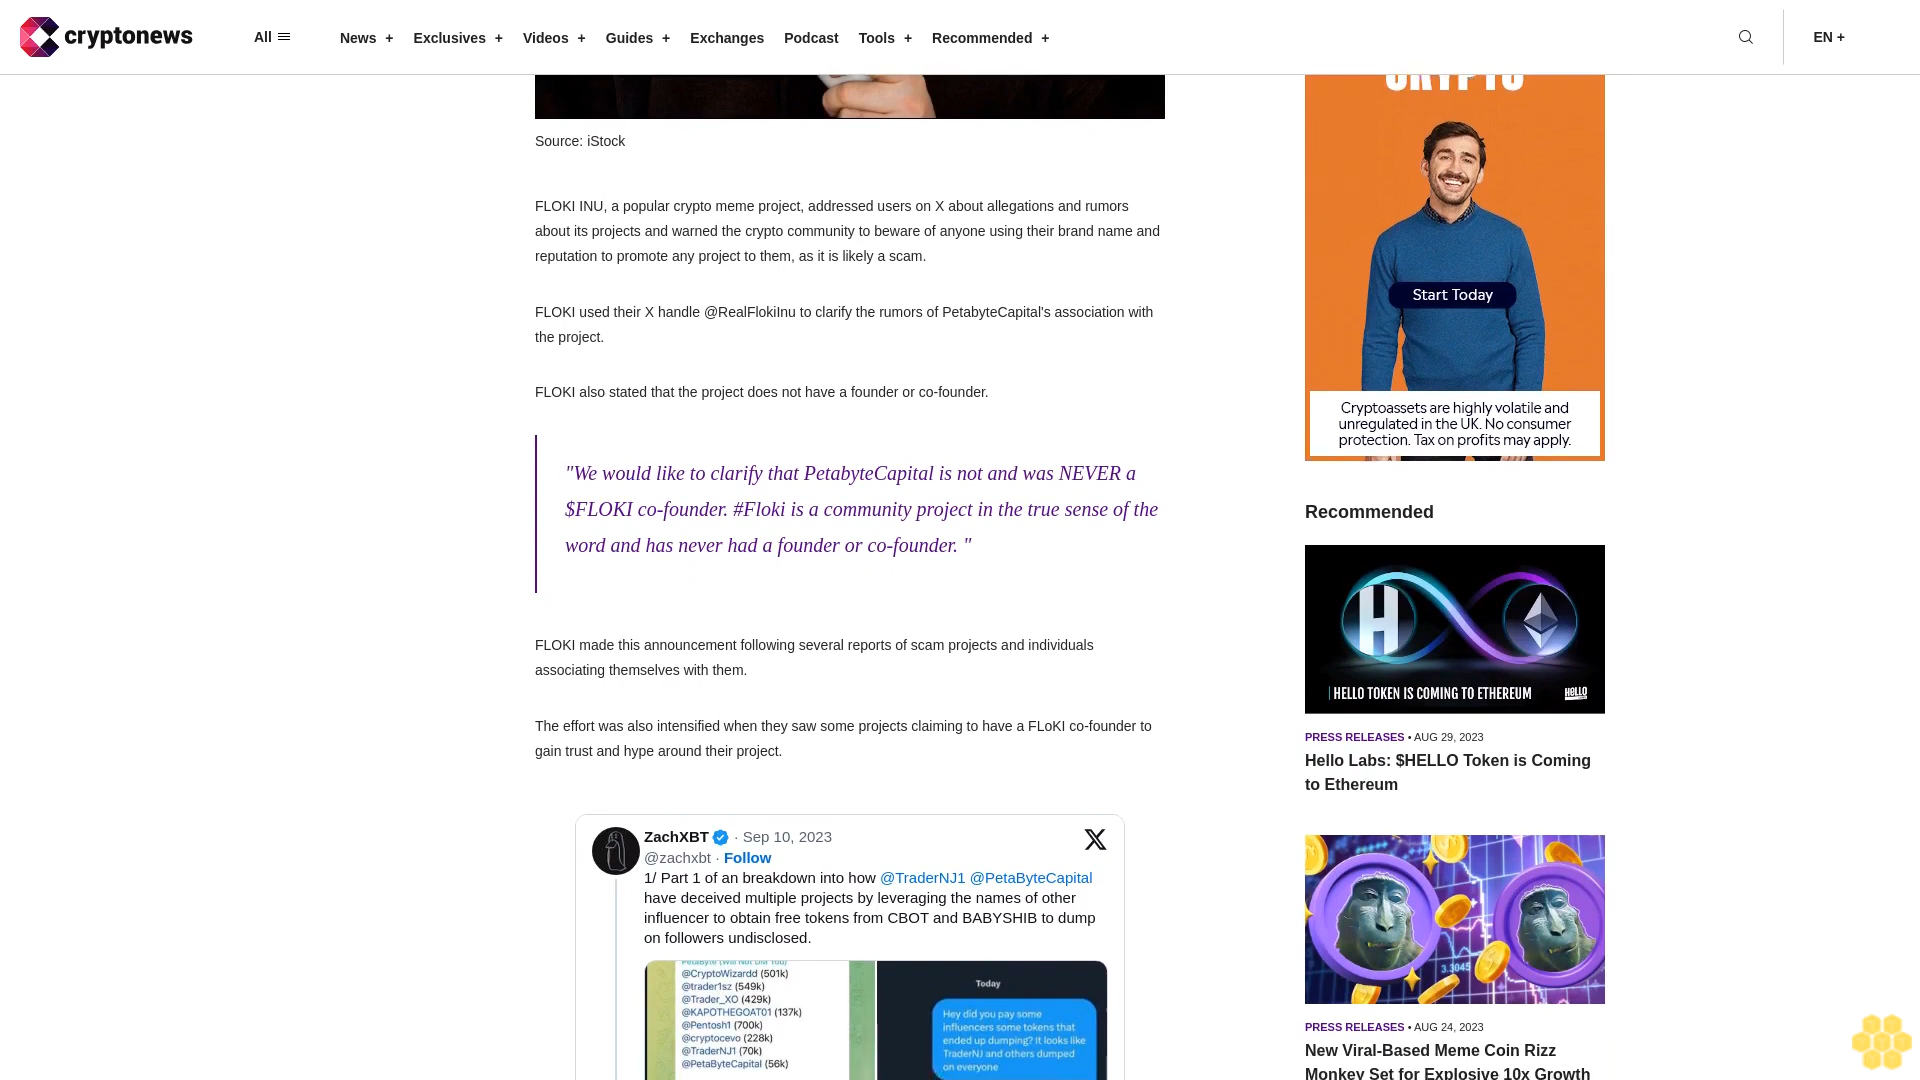 cryptonews
All
News +
Exclusives +
Videos +
Guides +
Exchanges
Podcast
Tools +
Recommended +
EN +
Source: iStock
FLOKI INU, a popular crypto meme project, addressed users on X about allegations and rumors
about its projects and warned the crypto community to beware of anyone using their brand name and
reputation to promote any project to them, as it is likely a scam.
FLOKI used their X handle @RealFlokiInu to clarify the rumors of PetabyteCapital's association with
the project.
FLOKI also stated that the project does not have a founder or co-founder.
"We would like to clarify that PetabyteCapital is not and was NEVER a
$FLOKI co-founder. #Floki is a community project in the true sense of the
word and has never had a founder or co-founder. "
FLOKI made this announcement following several reports of scam projects and individuals
associating themselves with them.
The effort was also intensified when they saw some projects claiming to have a FLoKI co-founder to
gain trust and hype around their project.
ZachXBT · Sep 10, 2023
@zachxbt · Follow
1/ Part 1 of an breakdown into how @TraderNJ1 @PetaByteCapital
have deceived multiple projects by leveraging the names of other
influencer to obtain free tokens from CBOT and BABYSHIB to dump
on followers undisclosed.
@CryptoWizardd (501k)
@trader1sz (549k)
@Trader_XO (429k)
@KAPOTHEGOAT01 (137k)
@Pentosh1 (700k)
@cryptocevo (228k)
@TraderNJ1 (70k)
@PetaByteCapital (56k)
Today
Hey did you pay some
influencers some tokens that
ended up dumping? It looks like
TraderNJ and others dumped
on everyone
CRYPTO
Start Today
Cryptoassets are highly volatile and
unregulated in the UK. No consumer
protection. Tax on profits may apply.
Recommended
H
HELLO TOKEN IS COMING TO ETHEREUM
HELLO
PRESS RELEASES • AUG 29, 2023
Hello Labs: $HELLO Token is Coming
to Ethereum
3.3045
PRESS RELEASES • AUG 24, 2023
New Viral-Based Meme Coin Rizz
Monkey Set for Explosive 10x Growth